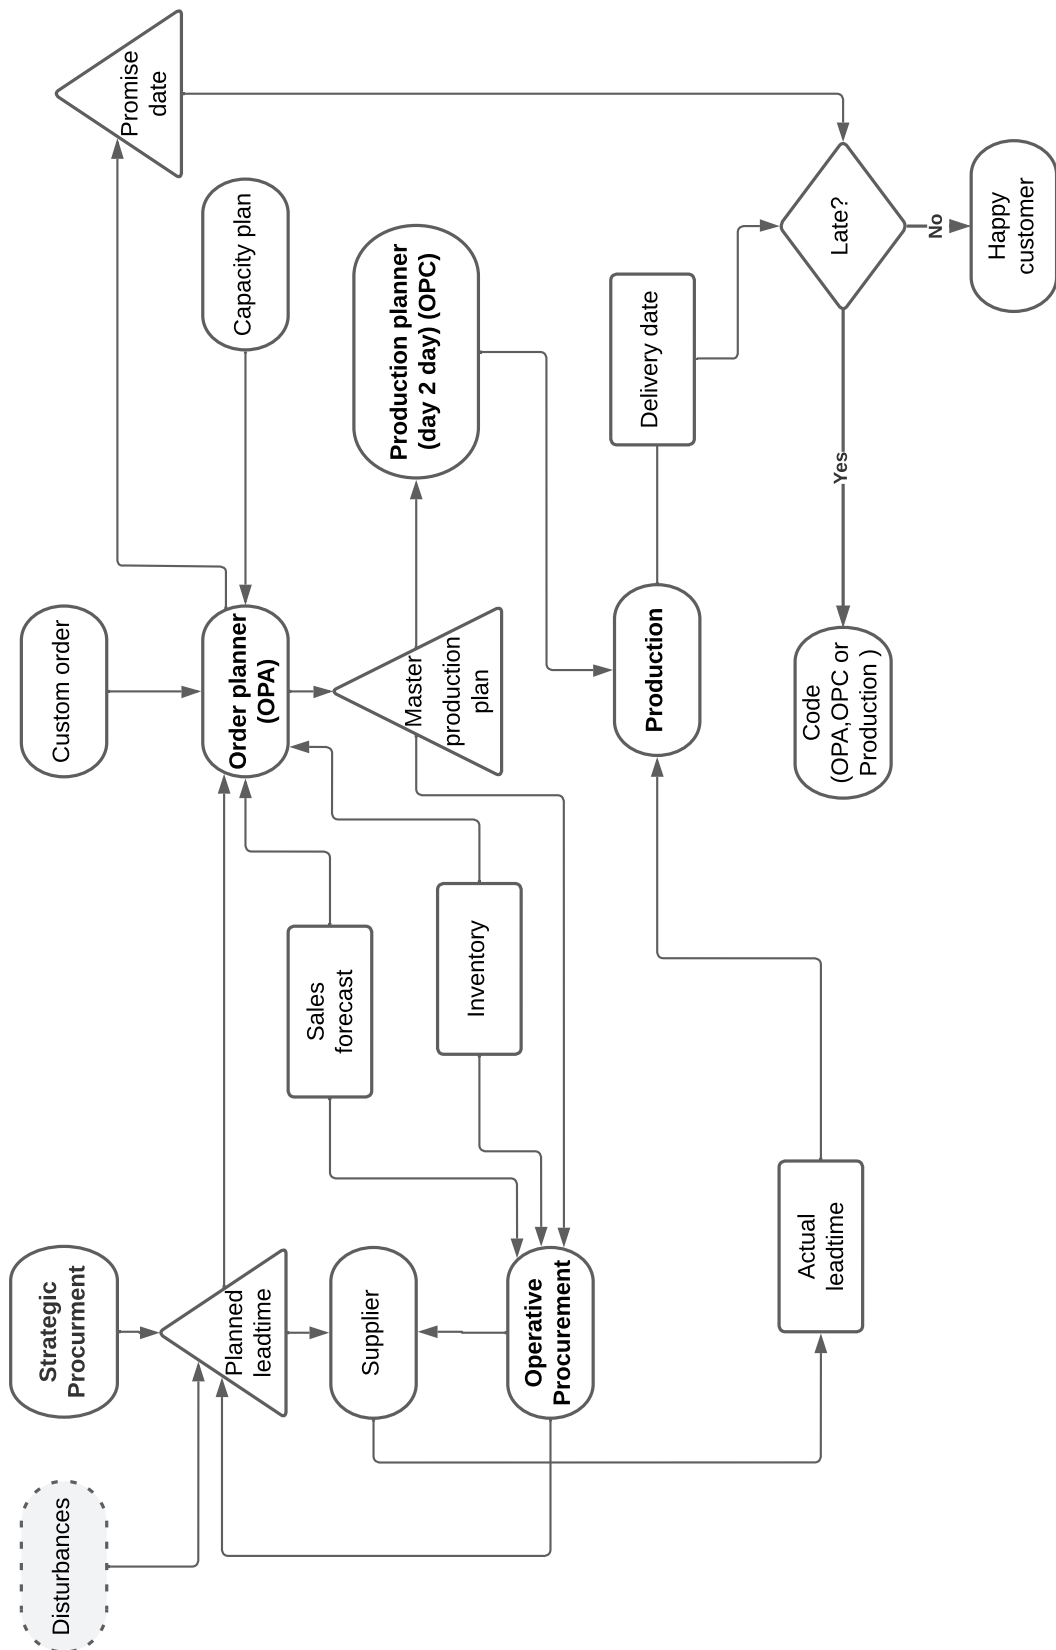 Disturbances
Strategic
Procurment
Custom order
Planned
leadtime
Order planner
(OPA)
Capacity plan
Promise
date
Supplier
Sales
forecast
Master
production
plan
Production planner
(day 2 day) (OPC)
Inventory
Operative
Procurement
Production
Delivery date
Actual
leadtime
Code
(OPA,OPC or
Production )
Yes
Late?
No
Happy
customer